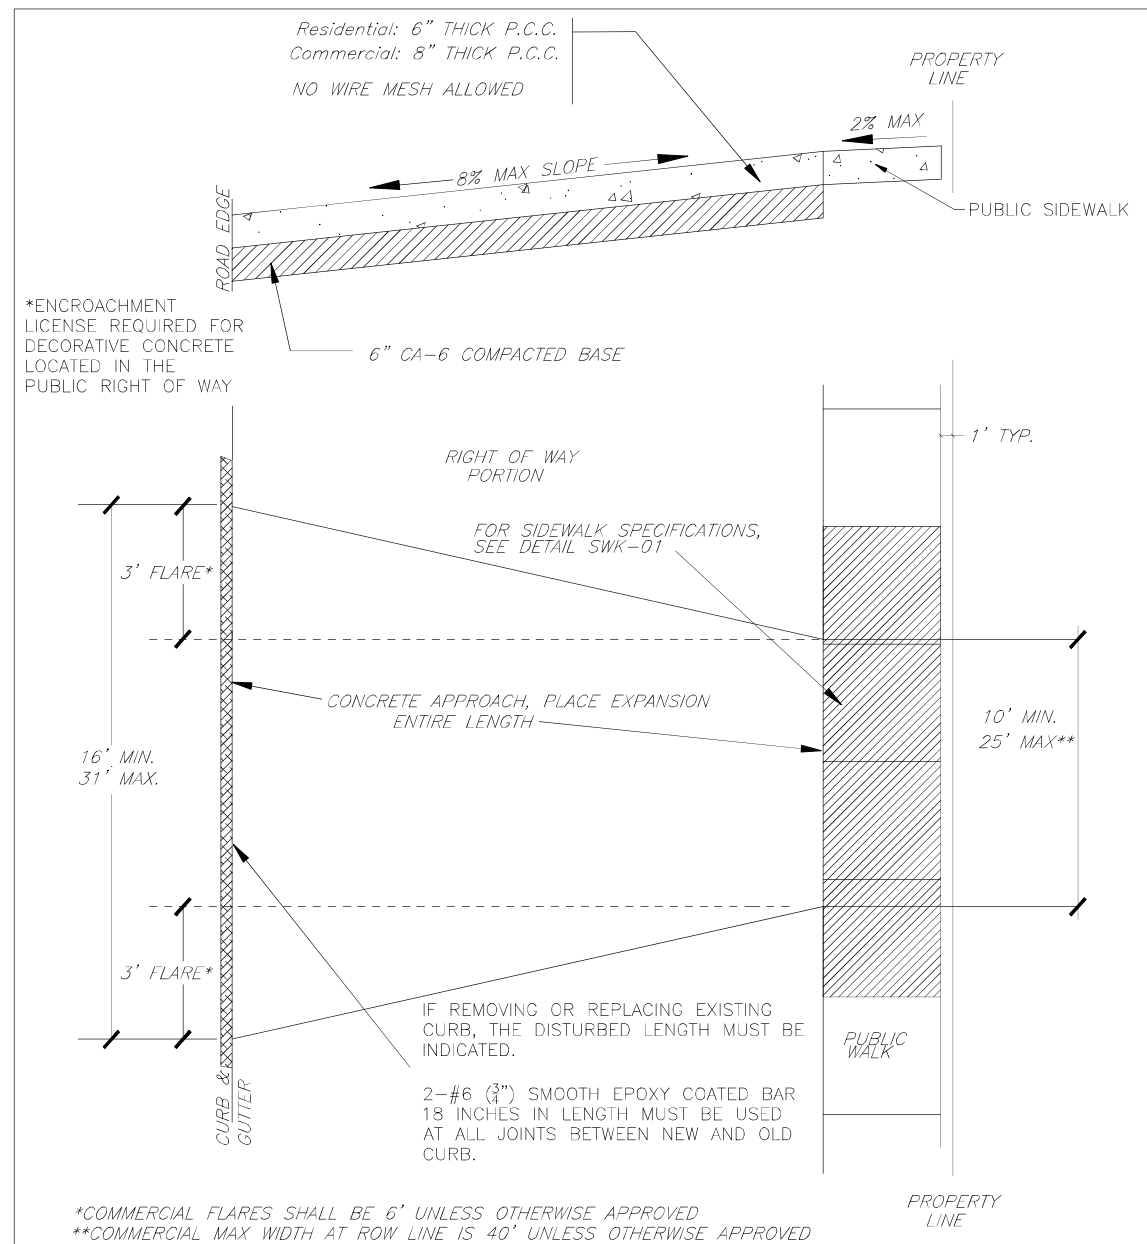 Residential: 6" THICK P.C.C.
Commercial: 8" THICK P.C.C.
NO WIRE MESH ALLOWED
PROPERTY
LINE
2% MAX
8% MAX SLOPE
PUBLIC SIDEWALK
ROAD EDGE
*ENCROACHMENT
LICENSE REQUIRED FOR
DECORATIVE CONCRETE
LOCATED IN THE
PUBLIC RIGHT OF WAY
6" CA-6 COMPACTED BASE
1' TYP.
RIGHT OF WAY
PORTION
FOR SIDEWALK SPECIFICATIONS,
SEE DETAIL SWK-01
3' FLARE*
CONCRETE APPROACH, PLACE EXPANSION
ENTIRE LENGTH
10' MIN.
25' MAX**
16' MIN.
31' MAX.
3' FLARE*
IF REMOVING OR REPLACING EXISTING
CURB, THE DISTURBED LENGTH MUST BE
INDICATED.
PUBLIC
WALK
2-#6 (3/4") SMOOTH EPOXY COATED BAR
18 INCHES IN LENGTH MUST BE USED
AT ALL JOINTS BETWEEN NEW AND OLD
CURB.
CURB &
GUTTER
*COMMERCIAL FLARES SHALL BE 6' UNLESS OTHERWISE APPROVED
**COMMERCIAL MAX WIDTH AT ROW LINE IS 40' UNLESS OTHERWISE APPROVED
PROPERTY
LINE